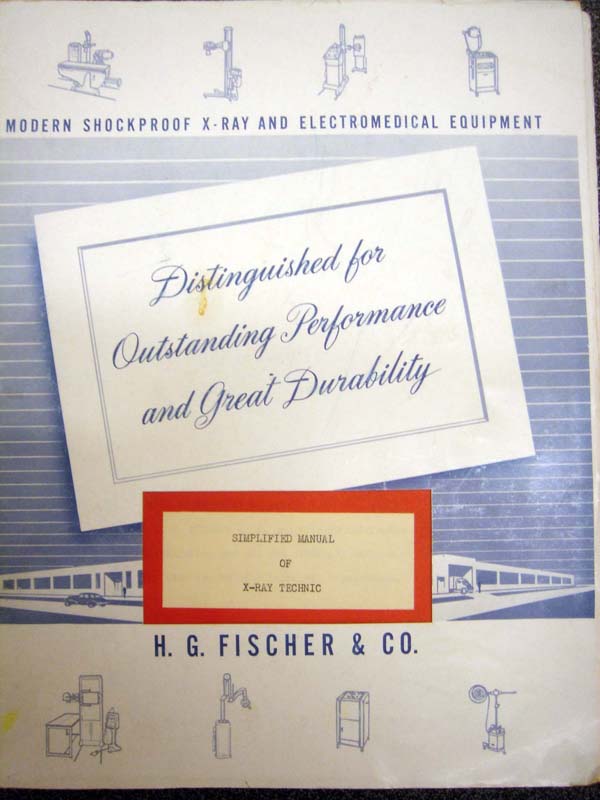 MODERN SHOCKPROOF X-RAY AND ELECTROMEDICAL EQUIPMENT
Distinguished for
Outstanding Performance
and Great Durability
SIMPLIFIED MANUAL
OF
X-RAY TECHNIC
H. G. FISCHER & CO.